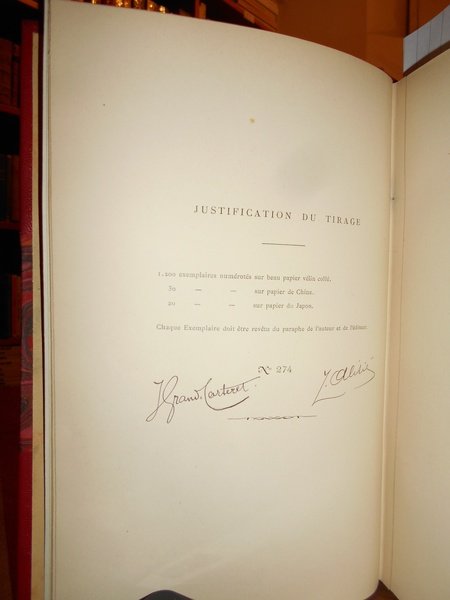 JUSTIFICATION DU TIRAGE
1.200 exemplaires numérotés sur beau papier vélin collé.
30 — — sur papier de Chine.
20 — — sur papier du Japon.
Chaque Exemplaire doit être revêtu du paraphe de l'auteur et de l'éditeur.
No 274
J Grand-Carteret.